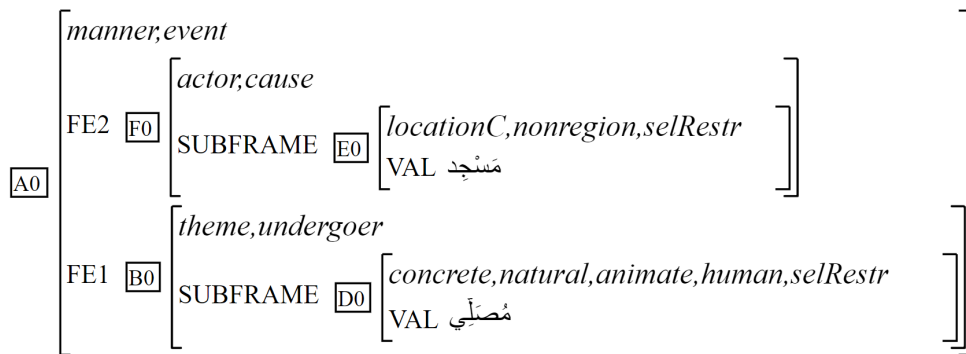 manner,event
actor,cause
FE2 F0
SUBFRAME E0
locationC,nonregion,selRestr
VAL مَسْجِد
A0
theme,undergoer
FE1 B0
SUBFRAME D0
concrete,natural,animate,human,selRestr
VAL مُصَلِّي